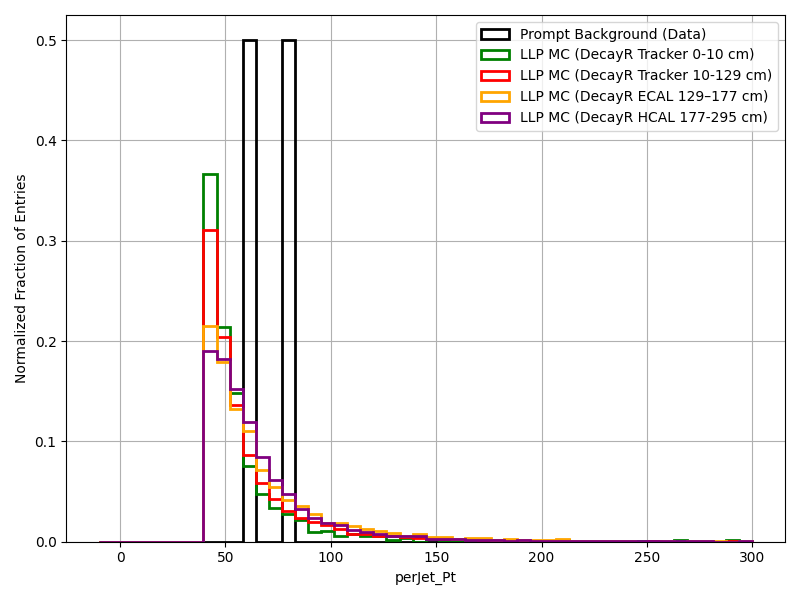 Prompt Background (Data)
LLP MC (DecayR Tracker 0-10 cm)
LLP MC (DecayR Tracker 10-129 cm)
LLP MC (DecayR ECAL 129–177 cm)
LLP MC (DecayR HCAL 177-295 cm)
Normalized Fraction of Entries
0.5
0.4
0.3
0.2
0.1
0.0
0 50 100 150 200 250 300
perJet_Pt